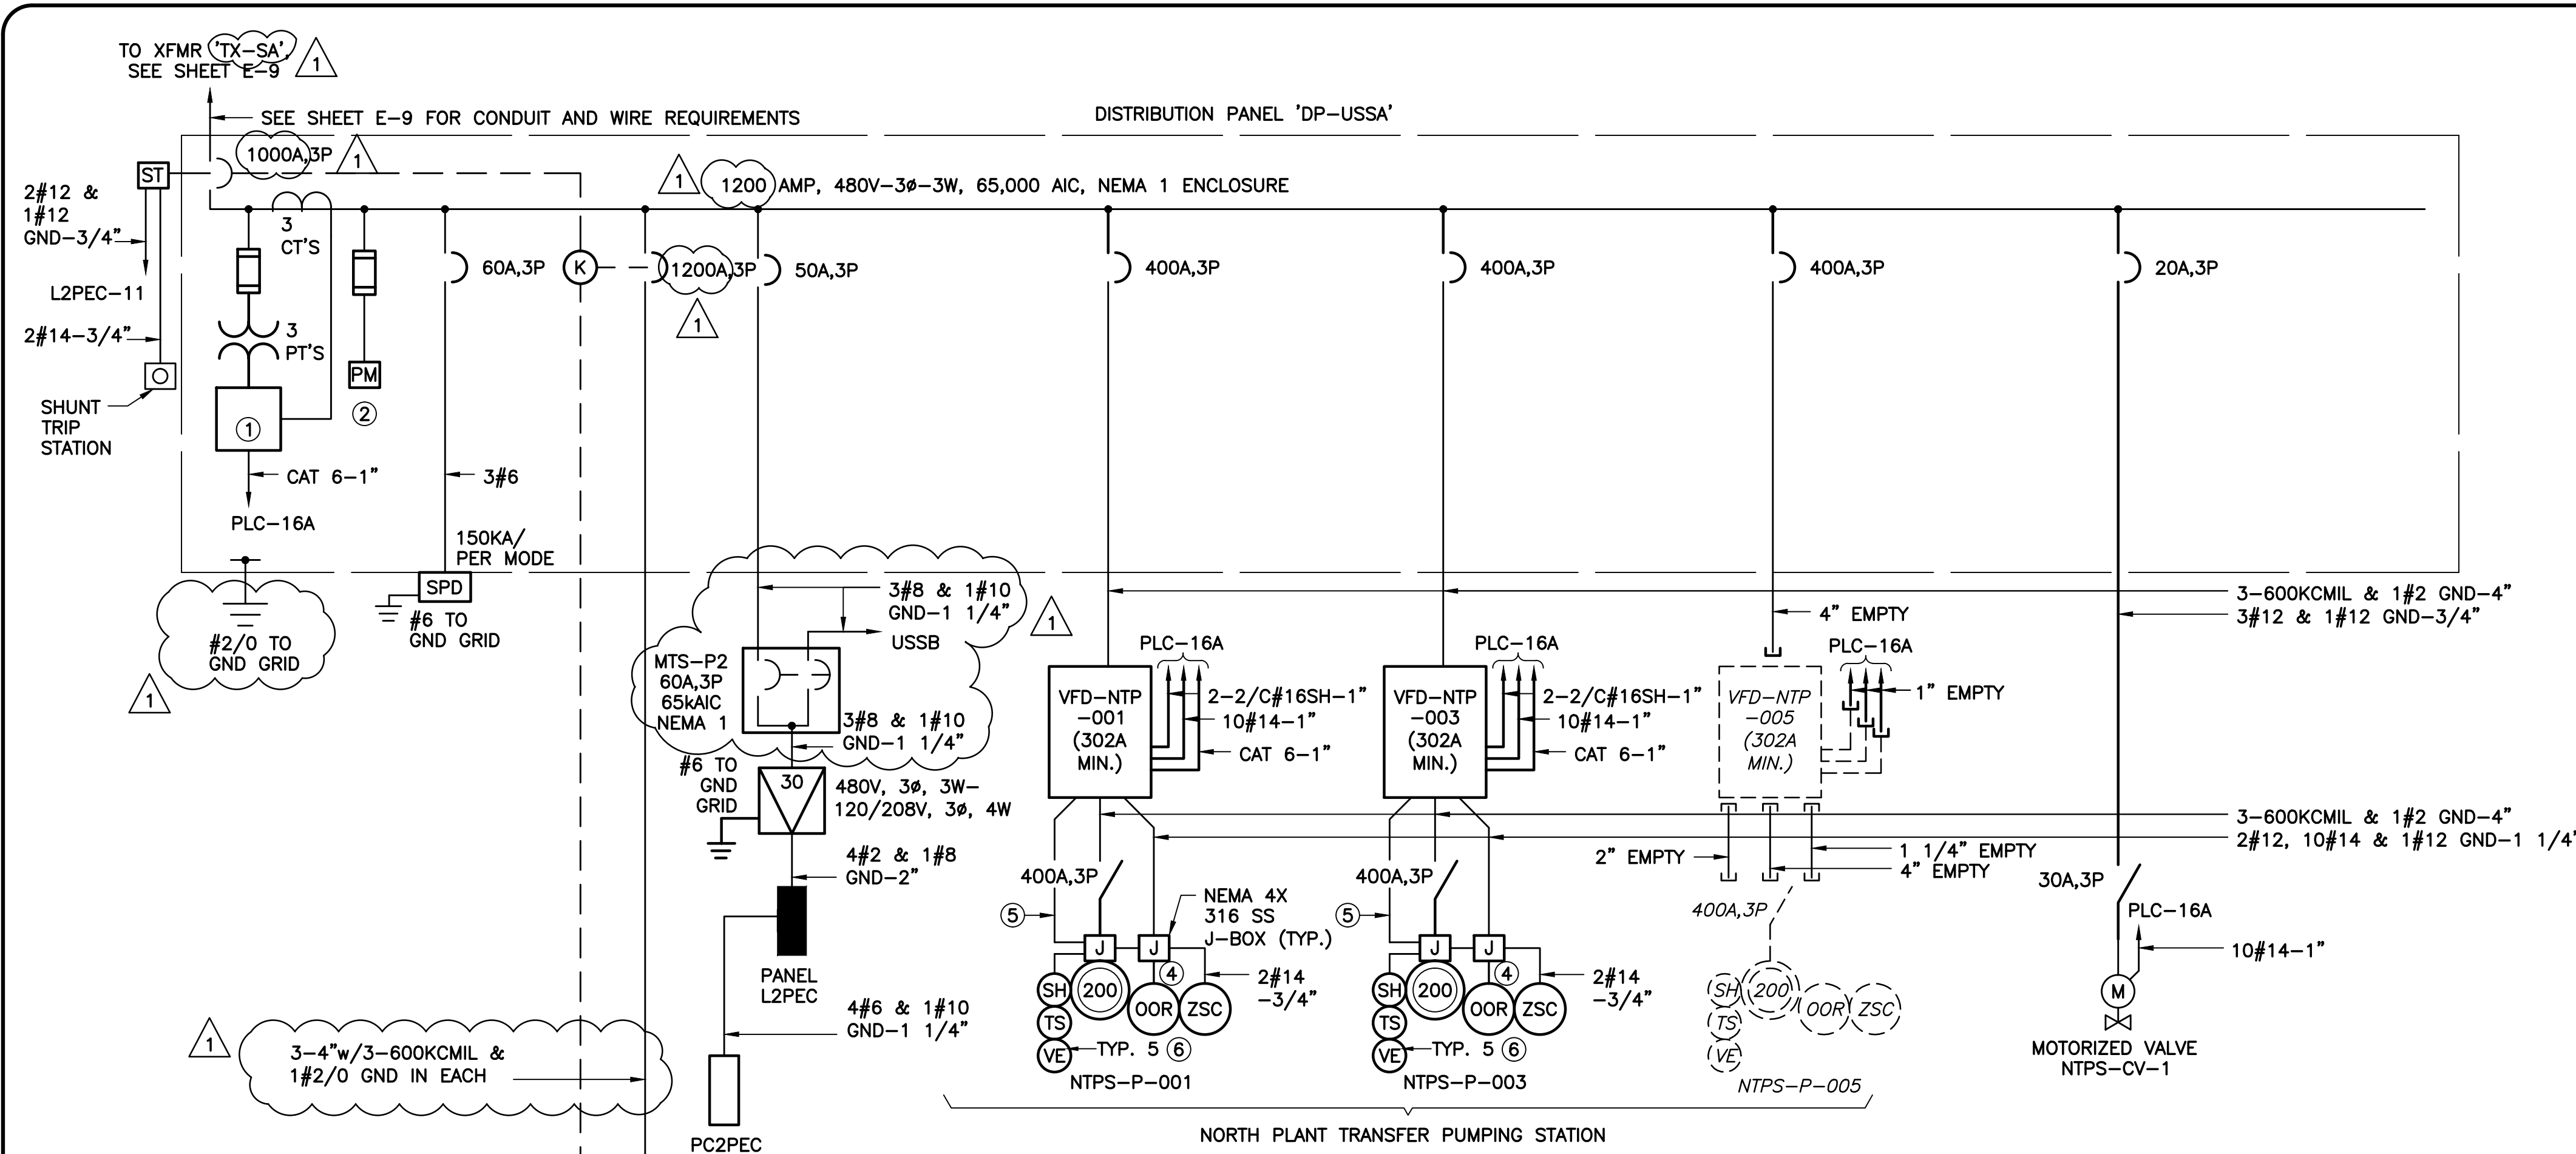 TO XFMR 'TX-SA',
SEE SHEET E-9
1
SEE SHEET E-9 FOR CONDUIT AND WIRE REQUIREMENTS
DISTRIBUTION PANEL 'DP-USSA'
1000A,3P
1
ST
2#12 &
1#12
GND-3/4"
L2PEC-11
2#14-3/4"
SHUNT
TRIP
STATION
1
1200 AMP, 480V-3ø-3W, 65,000 AIC, NEMA 1 ENCLOSURE
3
CT'S
3
PT'S
1
CAT 6-1"
PLC-16A
PM
2
60A,3P
3#6
150KA/
PER MODE
SPD
#6 TO
GND GRID
#2/0 TO
GND GRID
1
K
1200A,3P
1
50A,3P
400A,3P
400A,3P
400A,3P
20A,3P
3#8 & 1#10
GND-1 1/4"
USSB
1
MTS-P2
60A,3P
65kAIC
NEMA 1
3#8 & 1#10
GND-1 1/4"
#6 TO
GND
GRID
30
480V, 3ø, 3W-
120/208V, 3ø, 4W
4#2 & 1#8
GND-2"
PANEL
L2PEC
4#6 & 1#10
GND-1 1/4"
PC2PEC
1
3-4"w/3-600KCMIL &
1#2/0 GND IN EACH
3-600KCMIL & 1#2 GND-4"
3#12 & 1#12 GND-3/4"
PLC-16A
VFD-NTP
-001
(302A
MIN.)
2-2/C#16SH-1"
10#14-1"
CAT 6-1"
400A,3P
5
NEMA 4X
316 SS
J-BOX (TYP.)
J
J
4
SH
200
OOR
ZSC
2#14
-3/4"
TS
VE
TYP. 5
6
NTPS-P-001
PLC-16A
VFD-NTP
-003
(302A
MIN.)
2-2/C#16SH-1"
10#14-1"
CAT 6-1"
400A,3P
5
J
J
4
SH
200
OOR
ZSC
2#14
-3/4"
TS
VE
TYP. 5
6
NTPS-P-003
4" EMPTY
PLC-16A
VFD-NTP
-005
(302A
MIN.)
1" EMPTY
3-600KCMIL & 1#2 GND-4"
2#12, 10#14 & 1#12 GND-1 1/4"
2" EMPTY
1 1/4" EMPTY
4" EMPTY
400A,3P
SH
200
OOR
ZSC
TS
VE
NTPS-P-005
30A,3P
PLC-16A
10#14-1"
M
MOTORIZED VALVE
NTPS-CV-1
NORTH PLANT TRANSFER PUMPING STATION